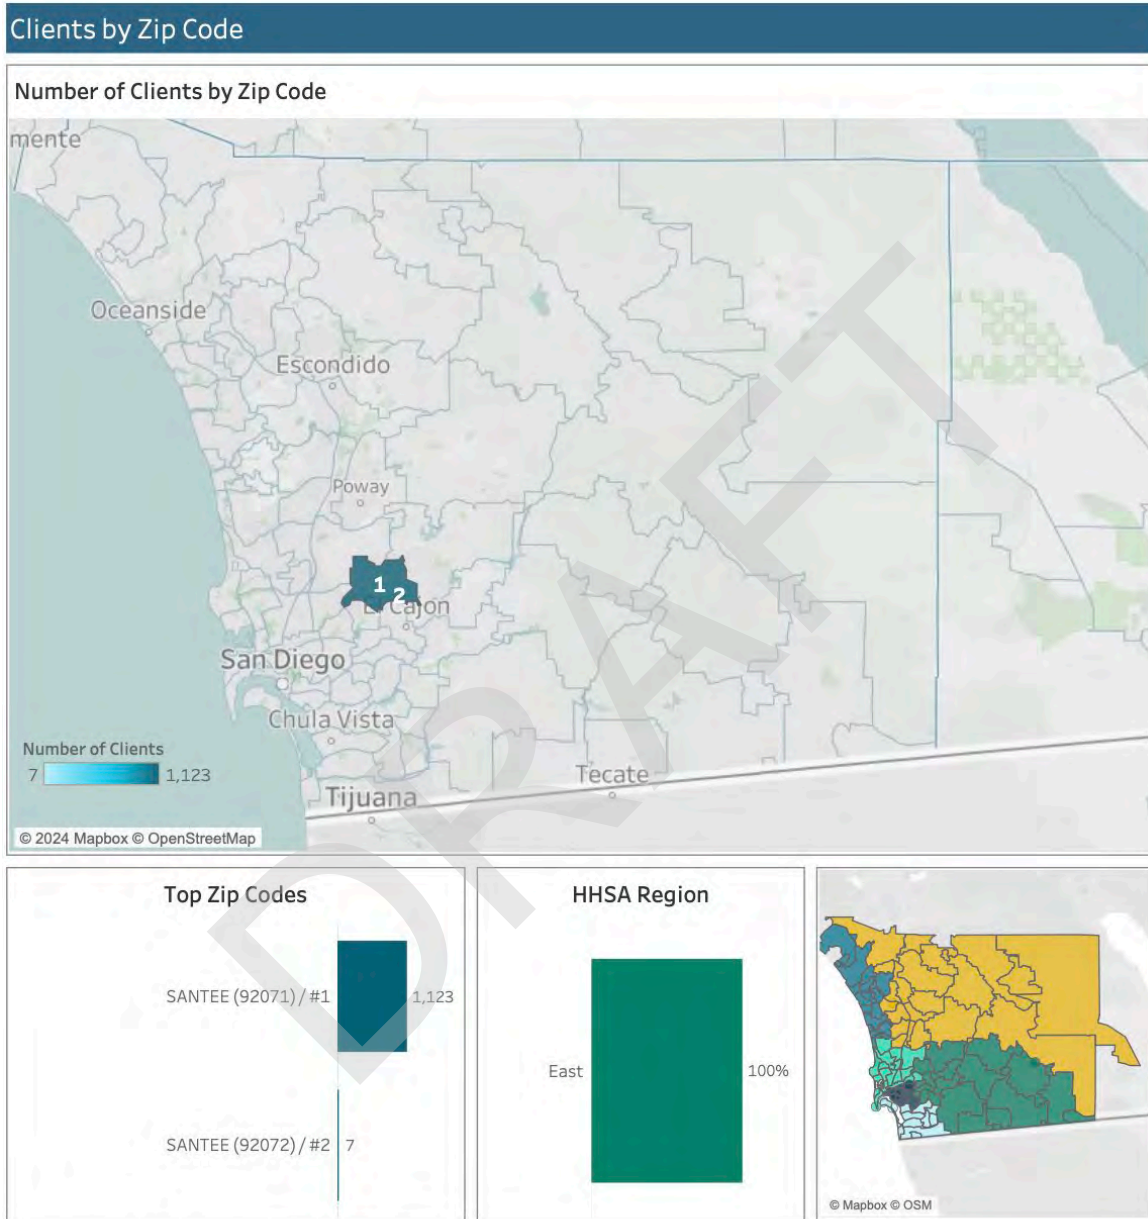 Clients by Zip Code
Number of Clients by Zip Code
mente
Oceanside
Escondido
Poway
1
2
El Cajon
San Diego
Chula Vista
Number of Clients
7 1,123
Tecate
Tijuana
© 2024 Mapbox © OpenStreetMap
DRAFT
Top Zip Codes
SANTEE (92071) / #1 1,123
SANTEE (92072) / #2 7
HHSA Region
East 100%
© Mapbox © OSM